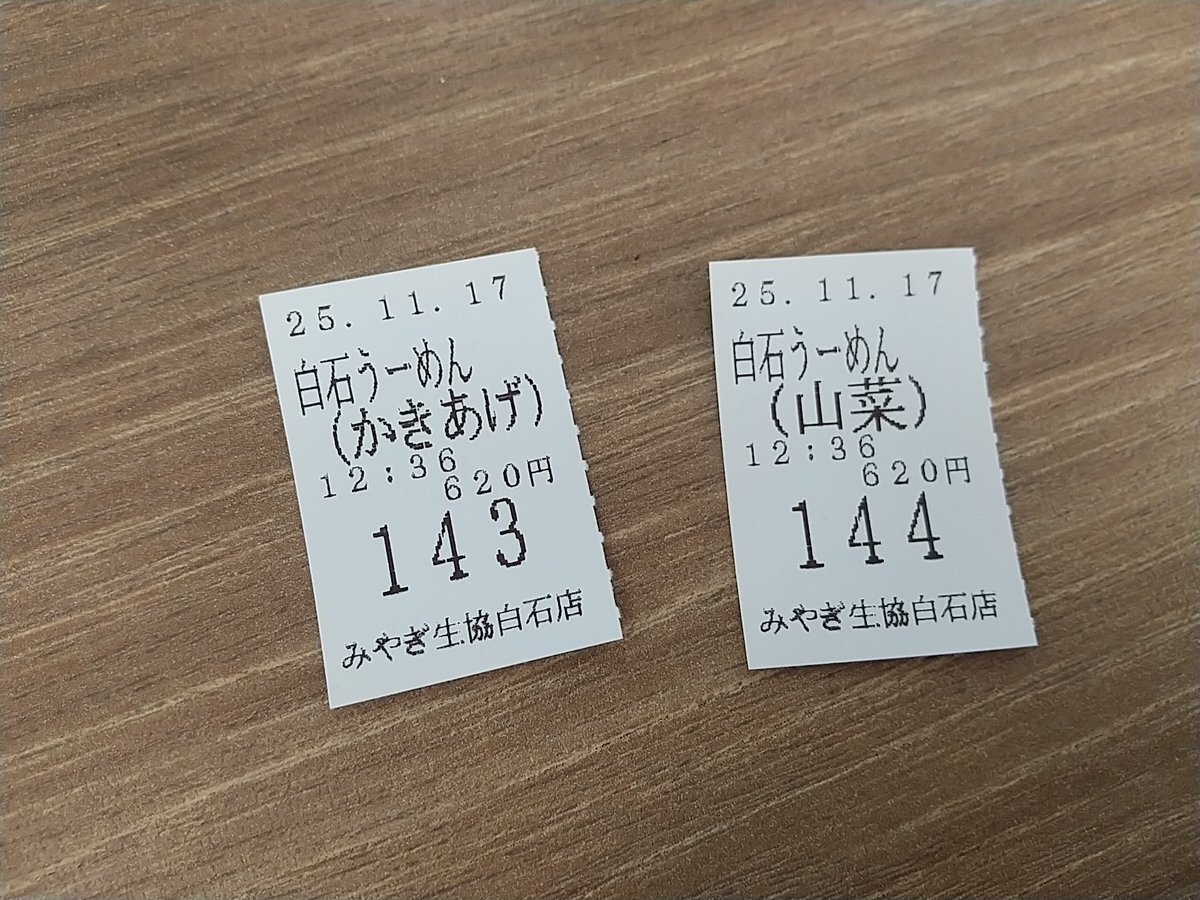 25.11.17
白石うーめん
(かきあげ)
12:36
620円
143
みやぎ生協白石店
25.11.17
白石うーめん
(山菜)
12:36
620円
144
みやぎ生協白石店